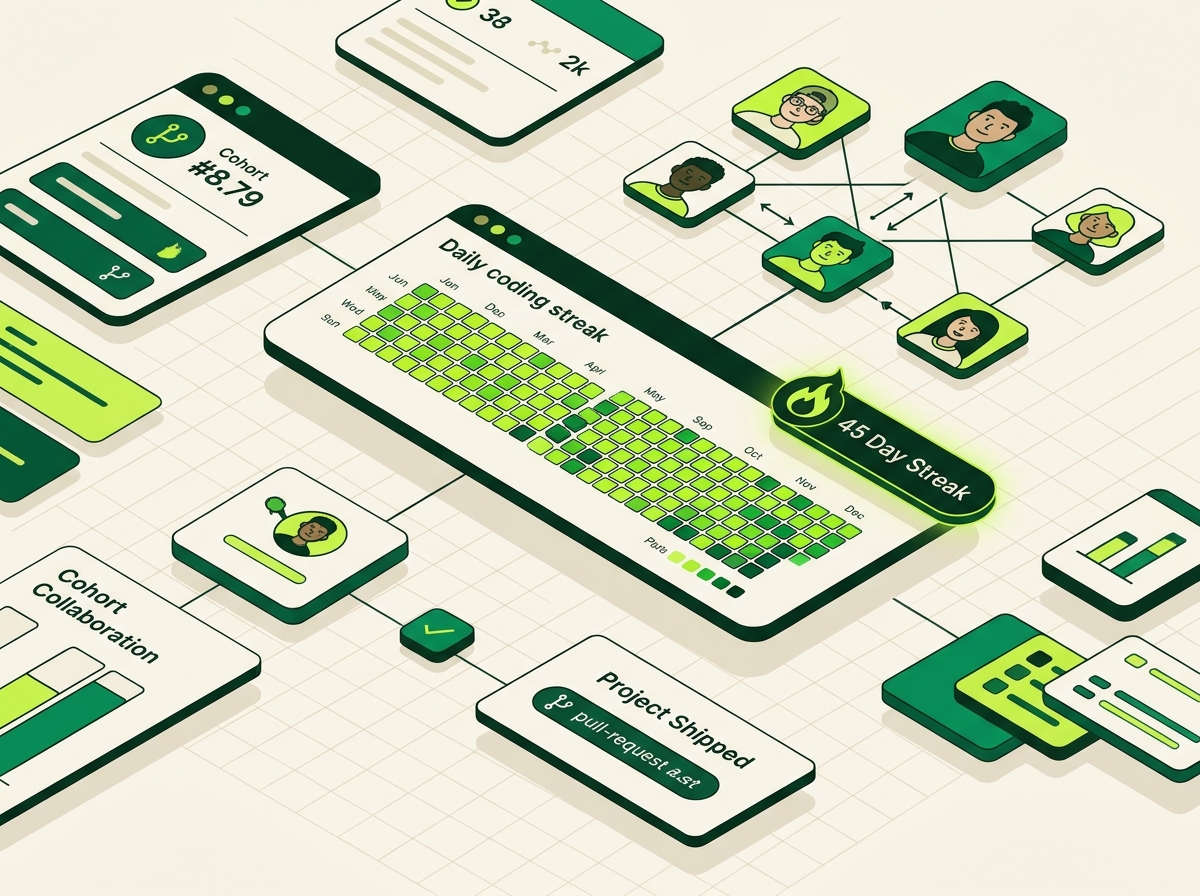 38
2k
Cohort
#8.79
Daily coding streak
Jun
Jan
Dec
Mar
April
May
Sep
Oct
Nov
Dec
Wed
Sun
45 Day Streak
Cohort
Collaboration
Project Shipped
pull-request